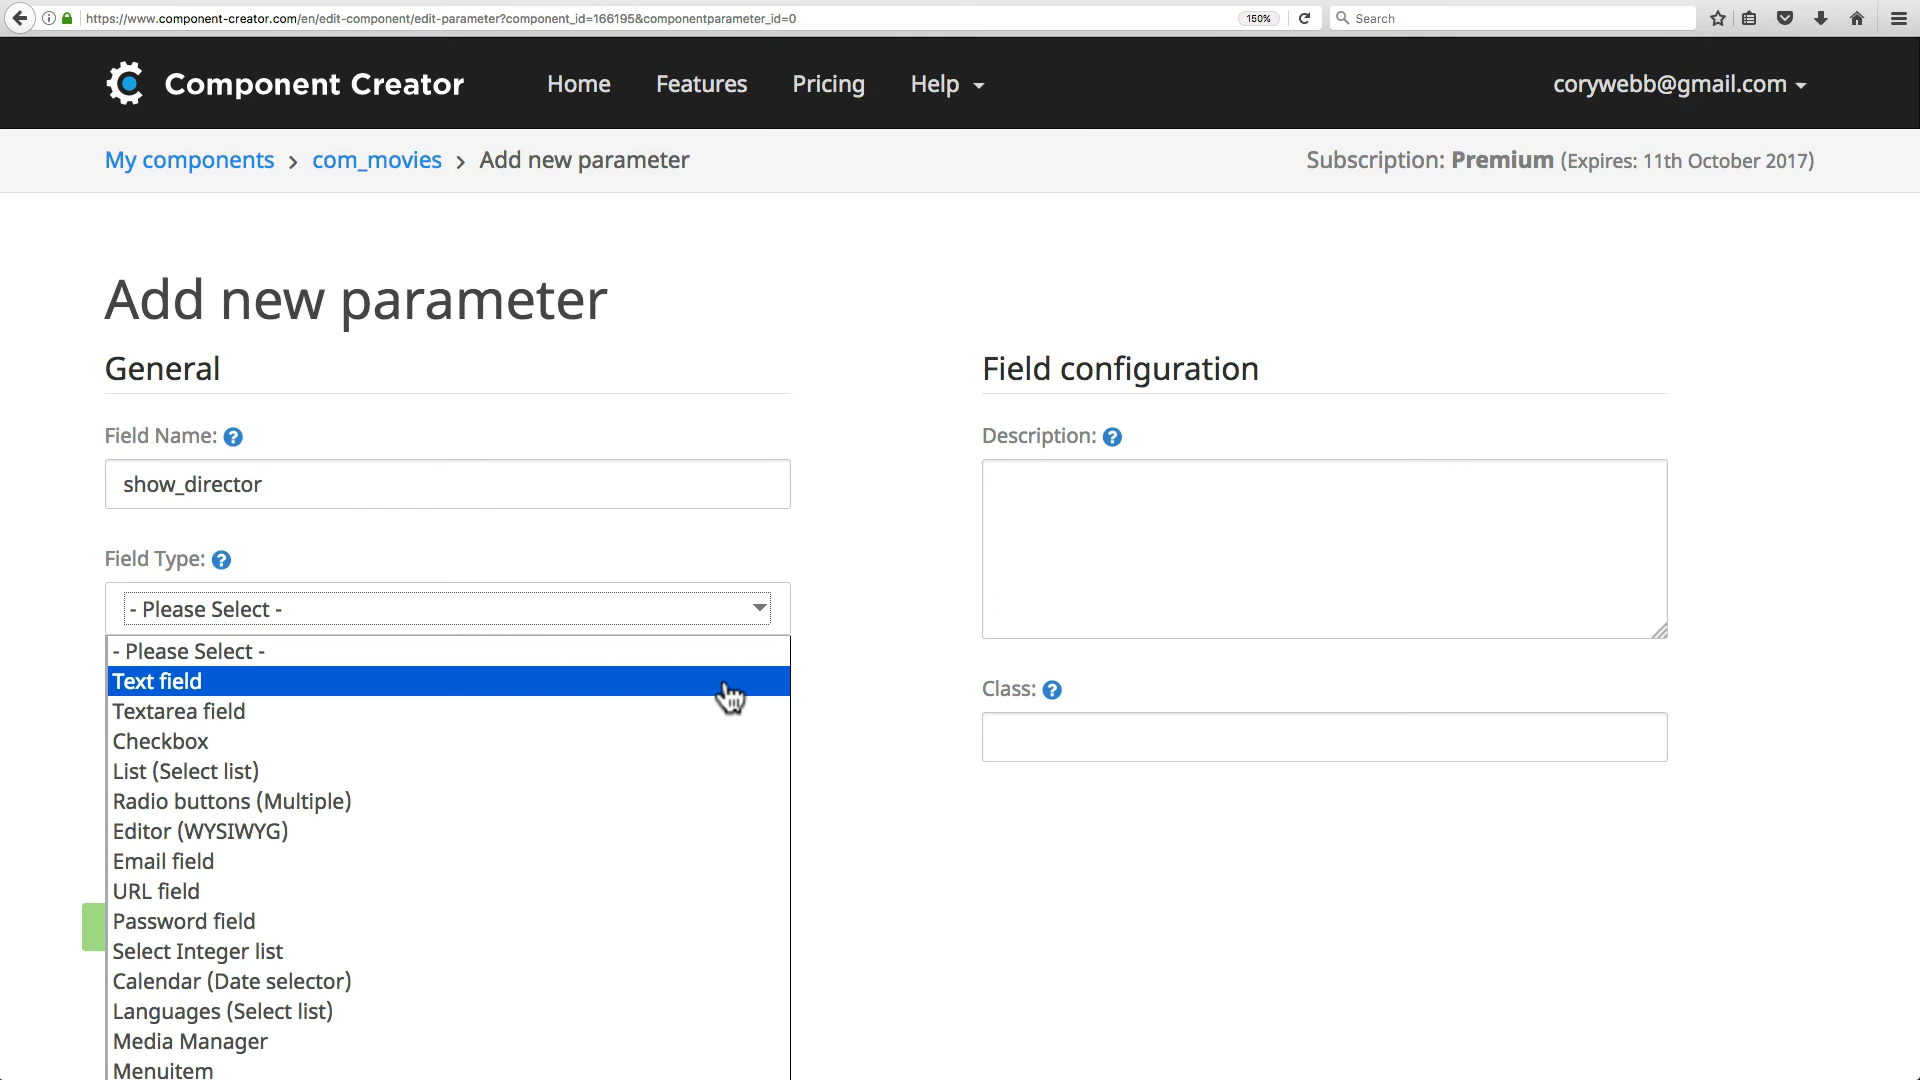 https://www.component-creator.com/en/edit-component/edit-parameter?component_id=166195&componentparameter_id=0
150%
Search
Component Creator
Home
Features
Pricing
Help
corywebb@gmail.com
My components > com_movies > Add new parameter
Subscription: Premium (Expires: 11th October 2017)
Add new parameter
General
Field Name: ?
show_director
Field Type: ?
- Please Select -
- Please Select -
Text field
Textarea field
Checkbox
List (Select list)
Radio buttons (Multiple)
Editor (WYSIWYG)
Email field
URL field
Password field
Select Integer list
Calendar (Date selector)
Languages (Select list)
Media Manager
Menuitem
Field configuration
Description: ?
Class: ?